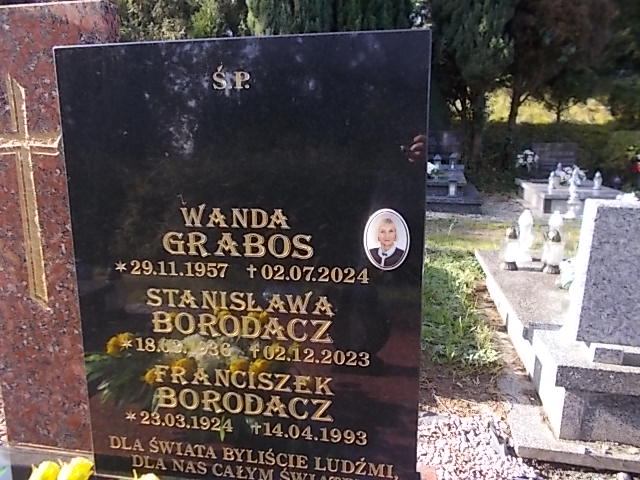 Ś.P.
WANDA
GRABOS
*29.11.1957 †02.07.2024
STANISŁAWA
BORODACZ
†02.12.2023
FRANCISZEK
BORODACZ
*23.03.1924 †14.04.1993
DLA ŚWIATA BYLIŚCIE LUDŹMI,
DLA NAS CAŁYM